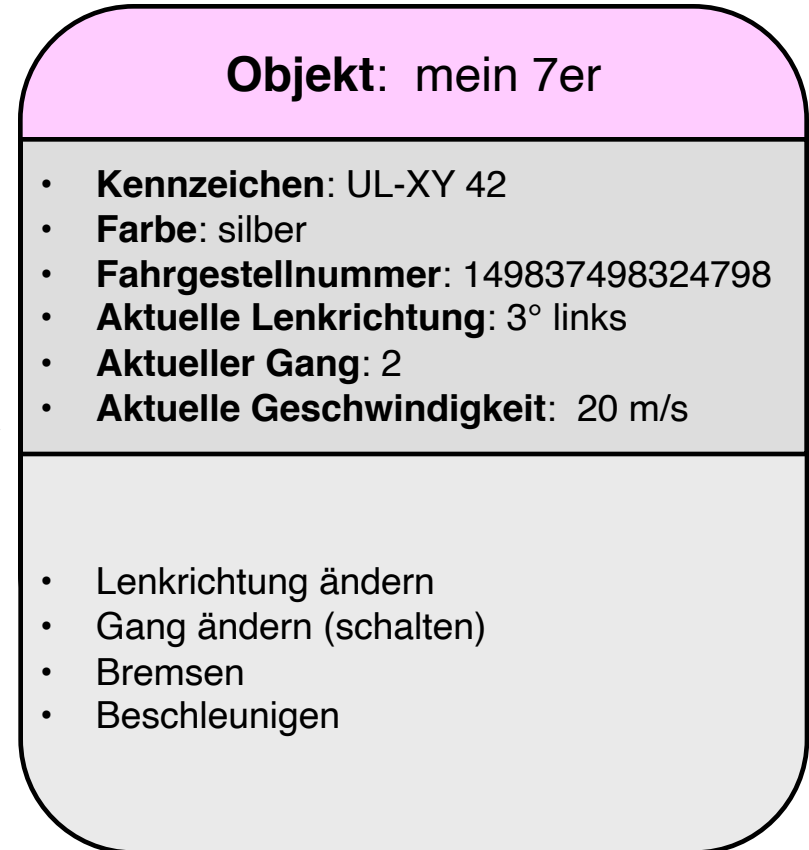 Objekt: mein 7er
• Kennzeichen: UL-XY 42
• Farbe: silber
• Fahrgestellnummer: 149837498324798
• Aktuelle Lenkrichtung: 3° links
• Aktueller Gang: 2
• Aktuelle Geschwindigkeit: 20 m/s
• Lenkrichtung ändern
• Gang ändern (schalten)
• Bremsen
• Beschleunigen